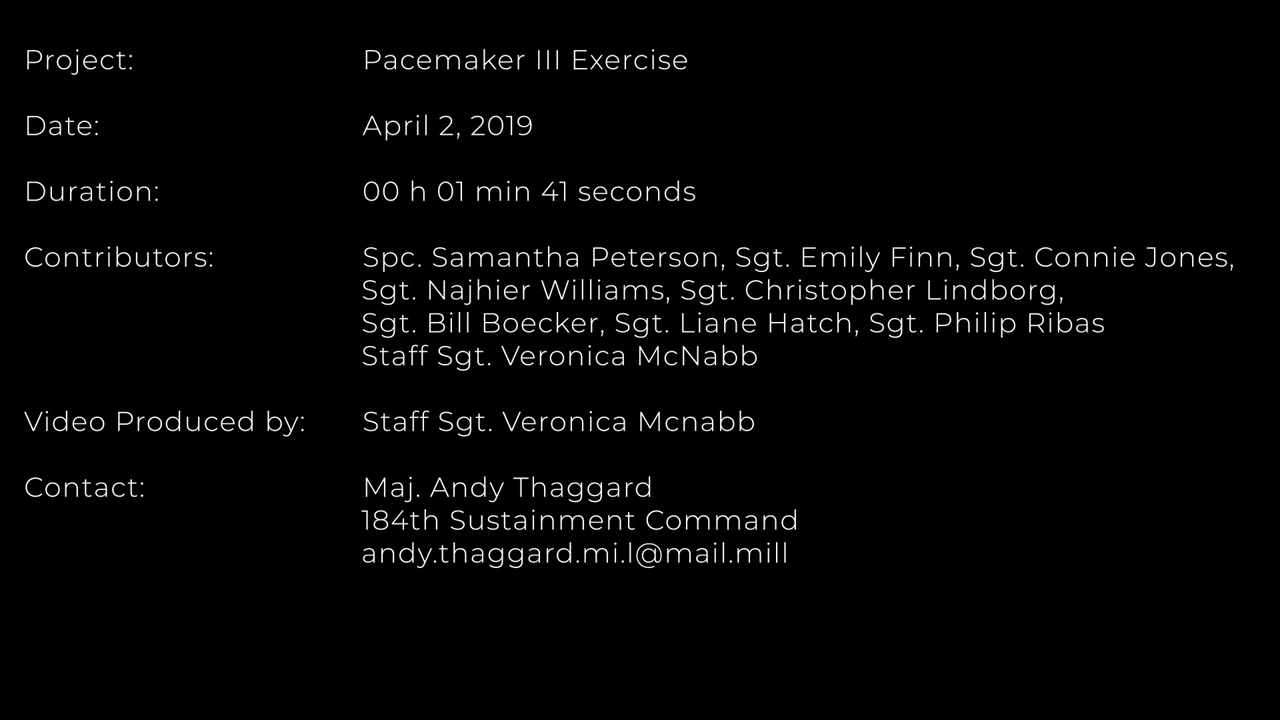 Project: Pacemaker III Exercise
Date: April 2, 2019
Duration: 00 h 01 min 41 seconds
Contributors: Spc. Samantha Peterson, Sgt. Emily Finn, Sgt. Connie Jones,
Sgt. Najhier Williams, Sgt. Christopher Lindborg,
Sgt. Bill Boecker, Sgt. Liane Hatch, Sgt. Philip Ribas
Staff Sgt. Veronica McNabb
Video Produced by: Staff Sgt. Veronica Mcnabb
Contact: Maj. Andy Thaggard
184th Sustainment Command
andy.thaggard.mi.l@mail.mill